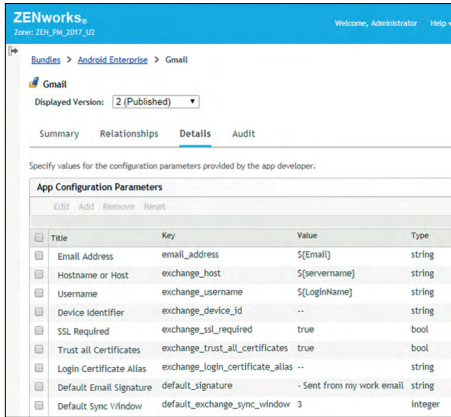 ZENworks®
Zone: ZEN_PM_2017_U2
Welcome, Administrator Help
Bundles > Android Enterprise > Gmail
Gmail
Displayed Version: 2 (Published)
Summary Relationships Details Audit
Specify values for the configuration parameters provided by the app developer.
App Configuration Parameters
Edit Add Remove Reset
Title Key Value Type
Email Address email_address ${Email} string
Hostname or Host exchange_host ${servername} string
Username exchange_username ${LoginName} string
Device Identifier exchange_device_id -- string
SSL Required exchange_ssl_required true bool
Trust all Certificates exchange_trust_all_certificates true bool
Login Certificate Alias exchange_login_certificate_alias -- string
Default Email Signature default_signature - Sent from my work email string
Default Sync Window default_exchange_sync_window 3 integer